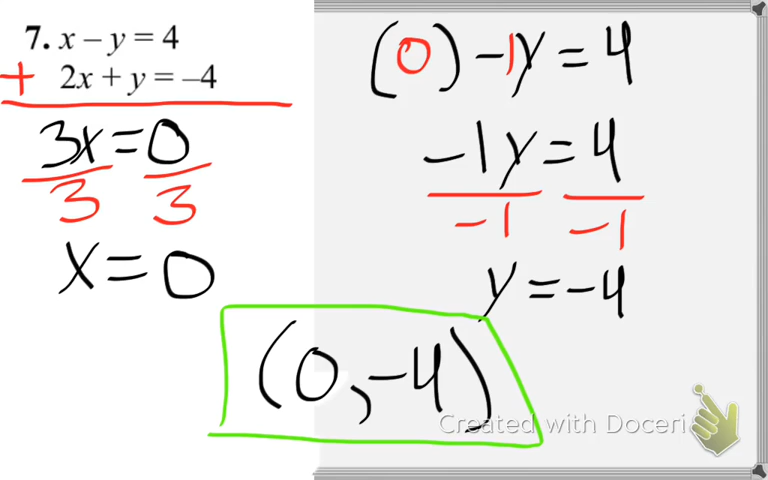 7. x – y = 4
+ 2x + y = –4
3x = 0
3 3
x = 0
(0) -1y = 4
-1y = 4
-1 -1
y = -4
(0, -4)
Created with Doceri